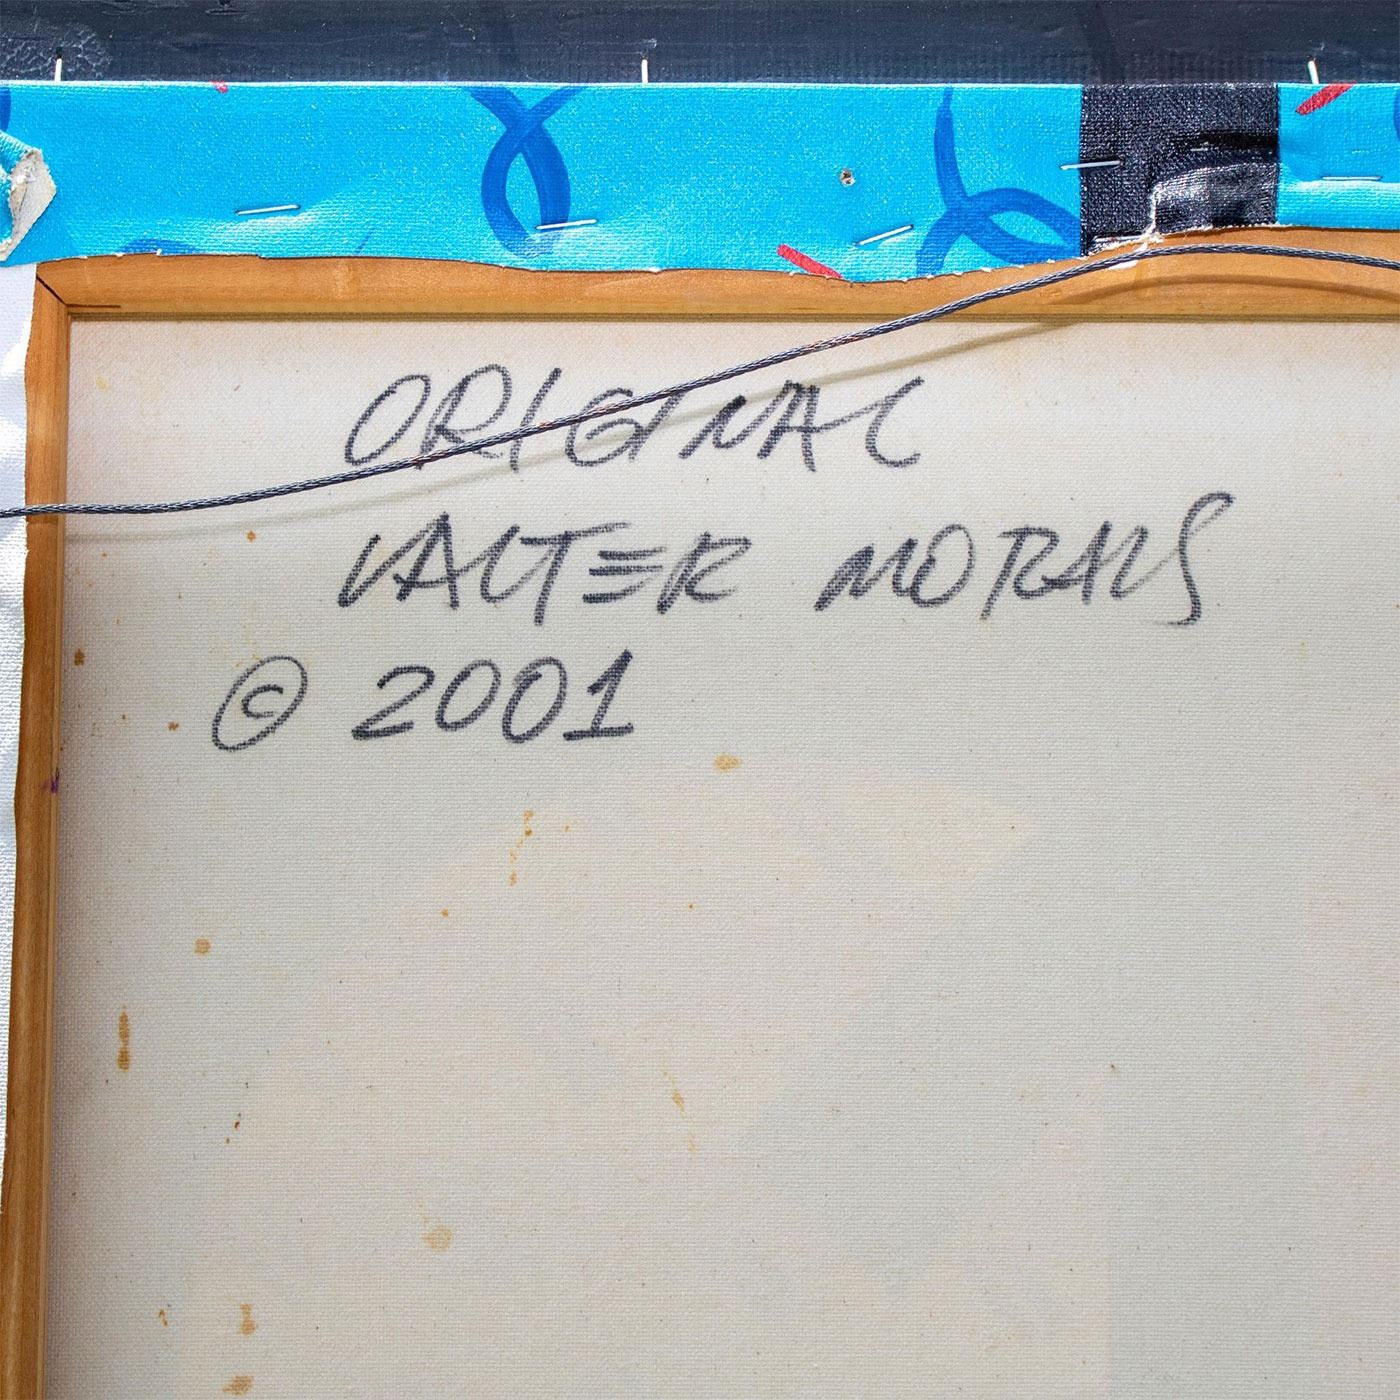 ORIGINAL
VALTER MORAIS
© 2001